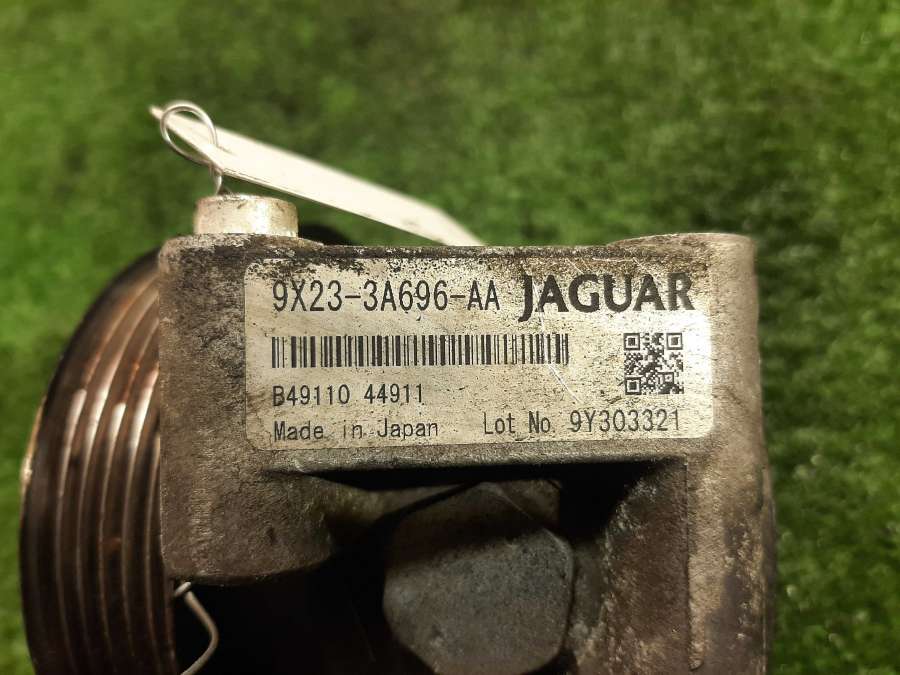 9X23-3A696-AA JAGUAR
B49110 44911
Made in Japan Lot No. 9Y303321